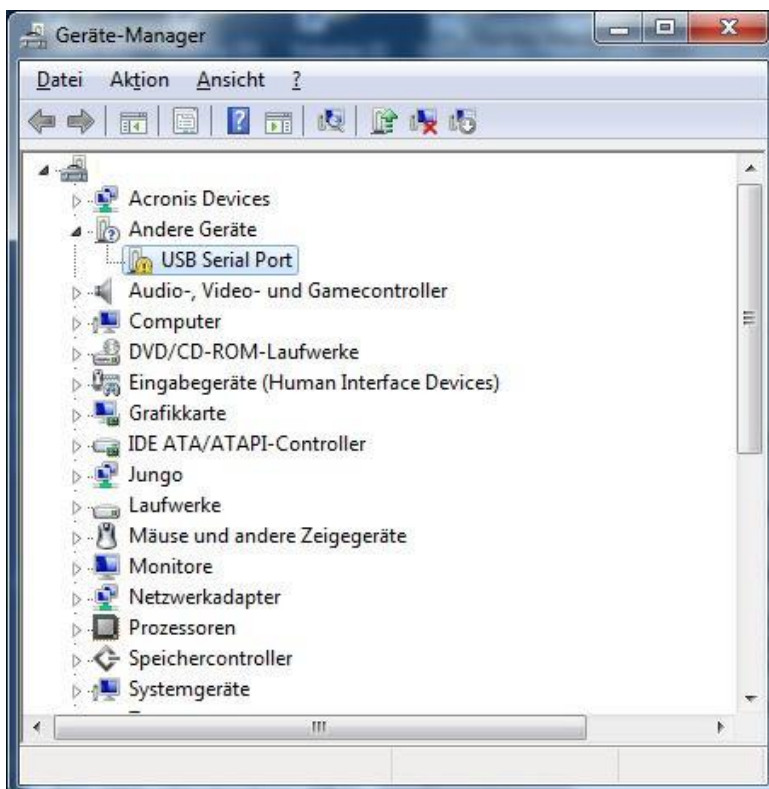 Geräte-Manager
Datei Aktion Ansicht ?
Acronis Devices
Andere Geräte
USB Serial Port
Audio-, Video- und Gamecontroller
Computer
DVD/CD-ROM-Laufwerke
Eingabegeräte (Human Interface Devices)
Grafikkarte
IDE ATA/ATAPI-Controller
Jungo
Laufwerke
Mäuse und andere Zeigegeräte
Monitore
Netzwerkadapter
Prozessoren
Speichercontroller
Systemgeräte